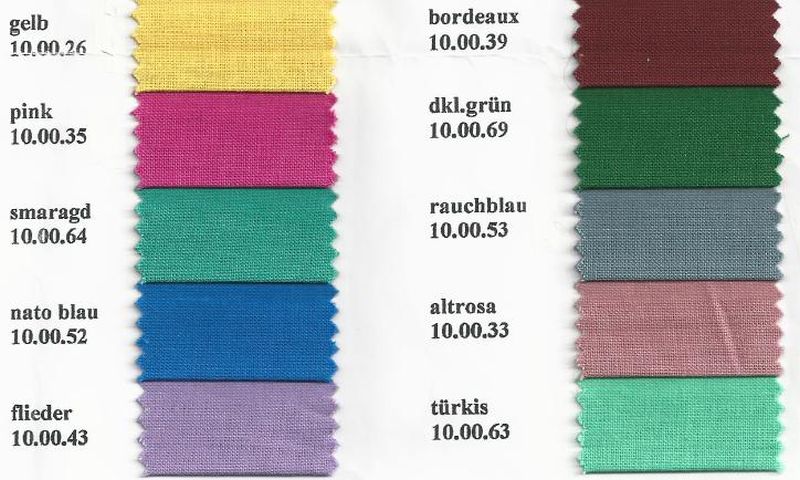 gelb
10.00.26
pink
10.00.35
smaragd
10.00.64
nato blau
10.00.52
flieder
10.00.43
bordeaux
10.00.39
dkl.grün
10.00.69
rauchblau
10.00.53
altrosa
10.00.33
türkis
10.00.63